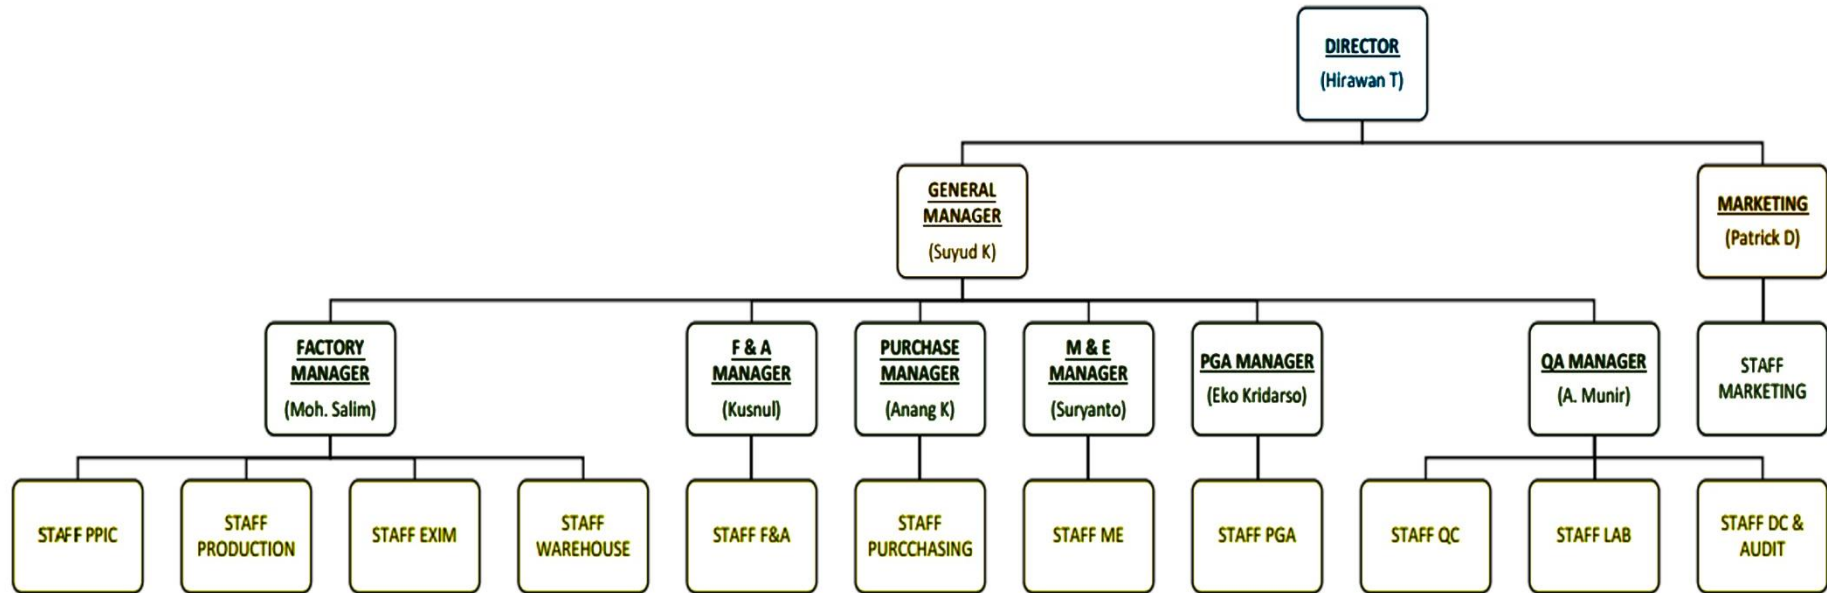 DIRECTOR
(Hirawan T)
GENERAL
MANAGER
(Suyud K)
MARKETING
(Patrick D)
FACTORY
MANAGER
(Moh. Salim)
F & A
MANAGER
(Kusnul)
PURCHASE
MANAGER
(Anang K)
M & E
MANAGER
(Suryanto)
PGA MANAGER
(Eko Kridarso)
QA MANAGER
(A. Munir)
STAFF
MARKETING
STAFF PPIC
STAFF
PRODUCTION
STAFF EXIM
STAFF
WAREHOUSE
STAFF F&A
STAFF
PURCCHASING
STAFF ME
STAFF PGA
STAFF QC
STAFF LAB
STAFF DC &
AUDIT